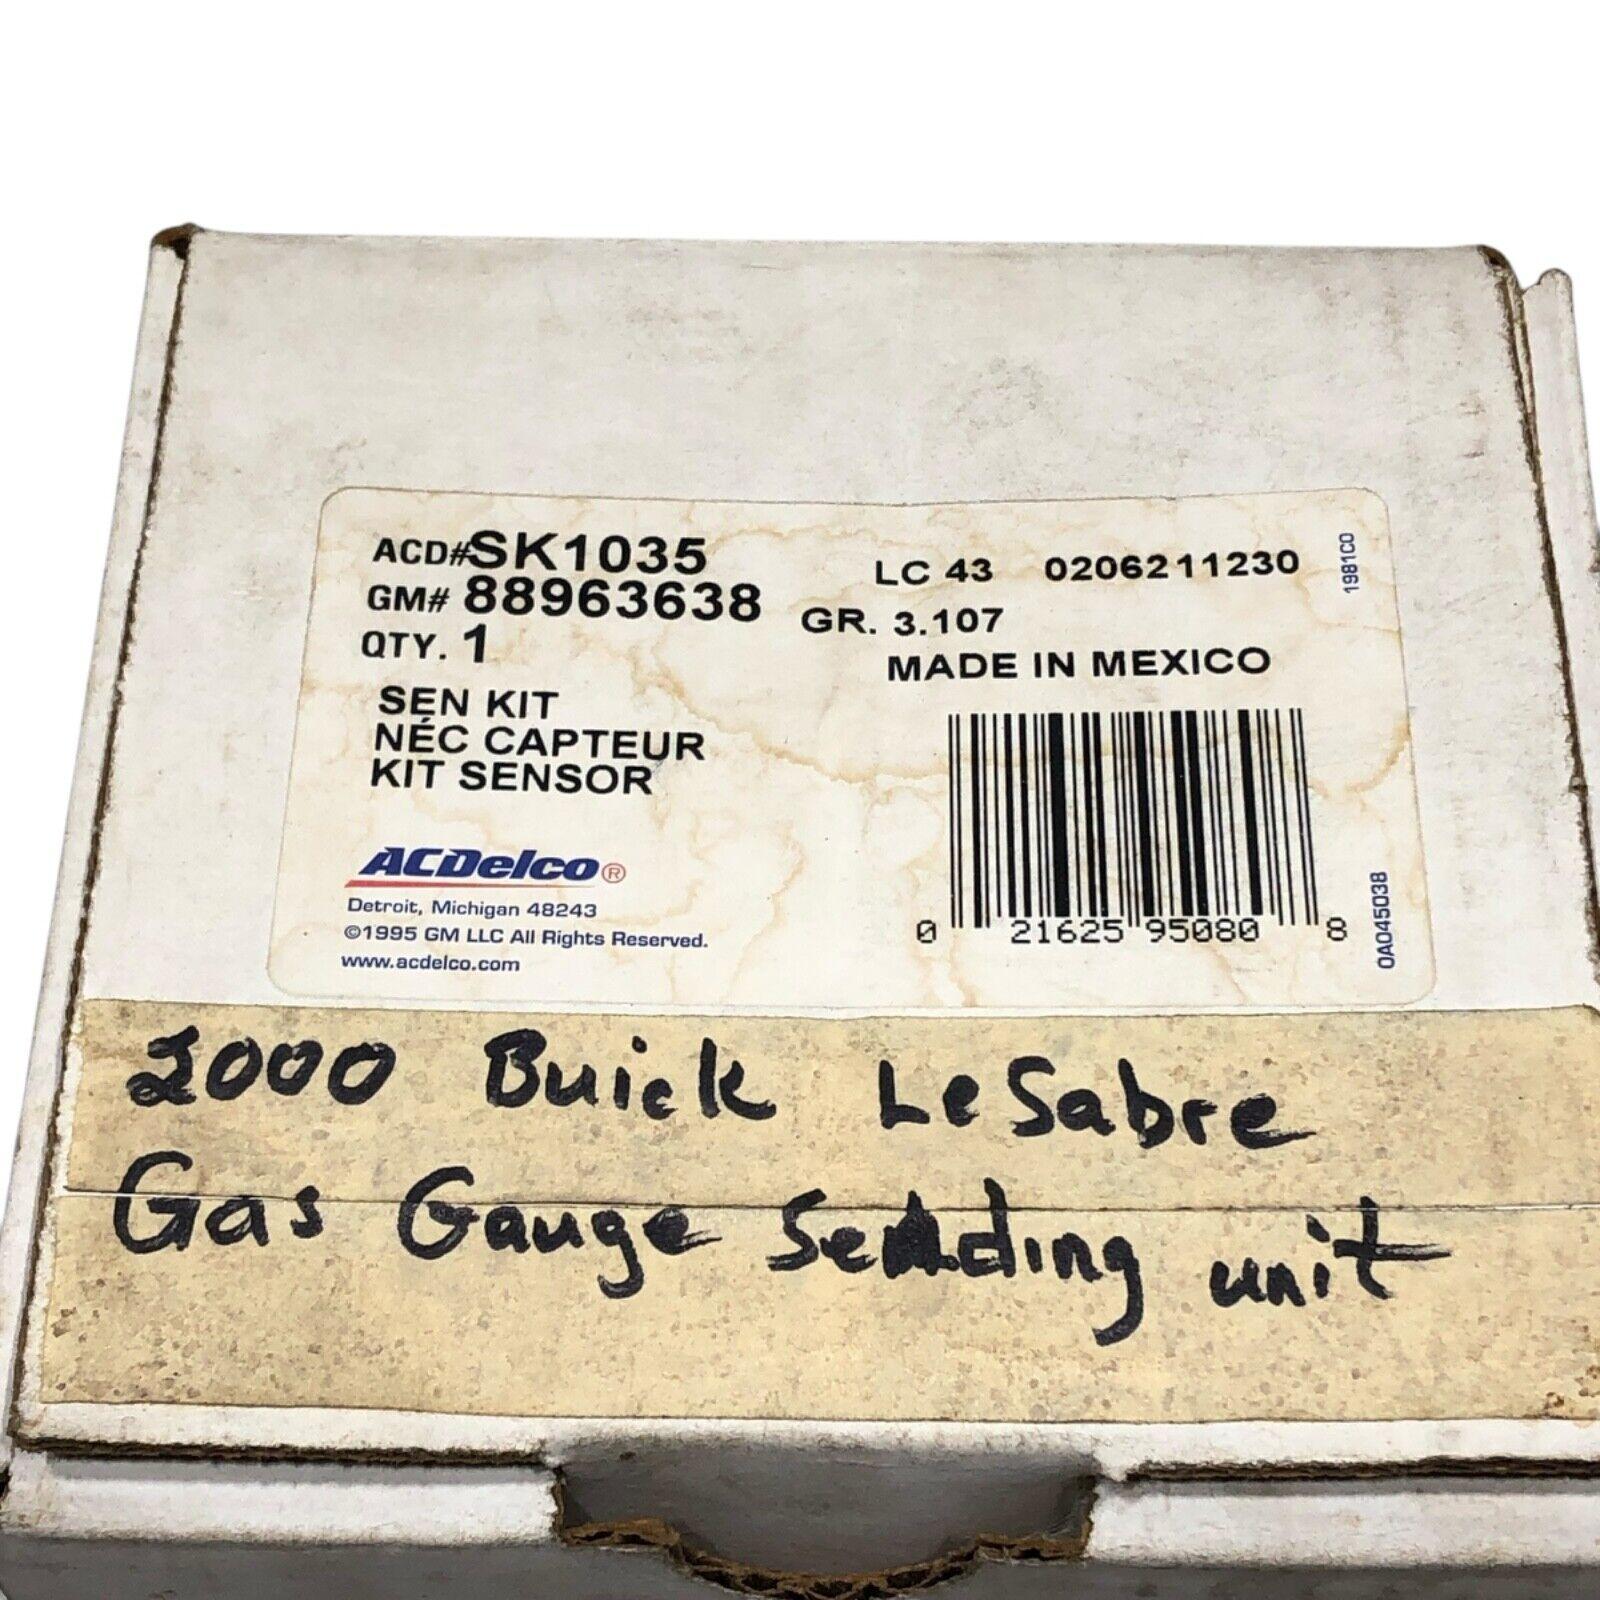 ACD# SK1035
GM# 88963638
QTY. 1
SEN KIT
NÉC CAPTEUR
KIT SENSOR
LC 43 0206211230
GR. 3.107
MADE IN MEXICO
1981C0
0 21625 95080 8
0A045038
ACDelco®
Detroit, Michigan 48243
©1995 GM LLC All Rights Reserved.
www.acdelco.com
2000 Buick LeSabre
Gas Gauge Sending unit